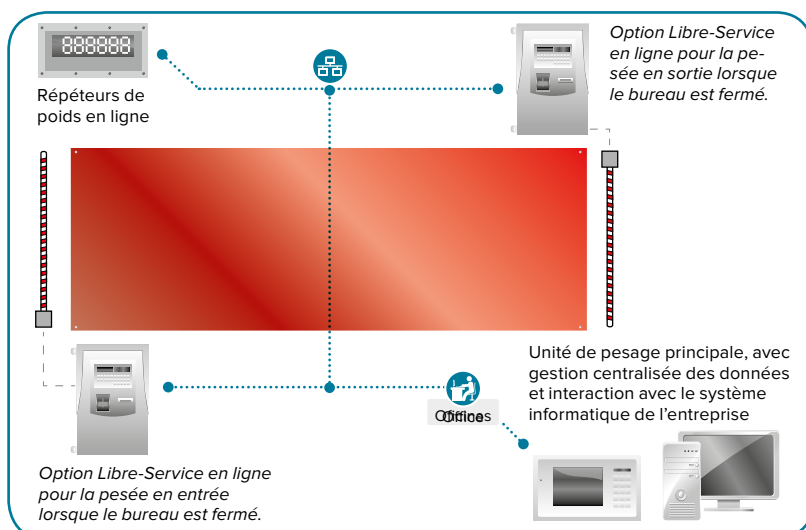 888888
Option Libre-Service
en ligne pour la pe-
sée en sortie lorsque
le bureau est fermé.
Répéteurs de
poids en ligne
Unité de pesage principale, avec
gestion centralisée des données
et interaction avec le système
informatique de l'entreprise
Office
Option Libre-Service en ligne
pour la pesée en entrée
lorsque le bureau est fermé.